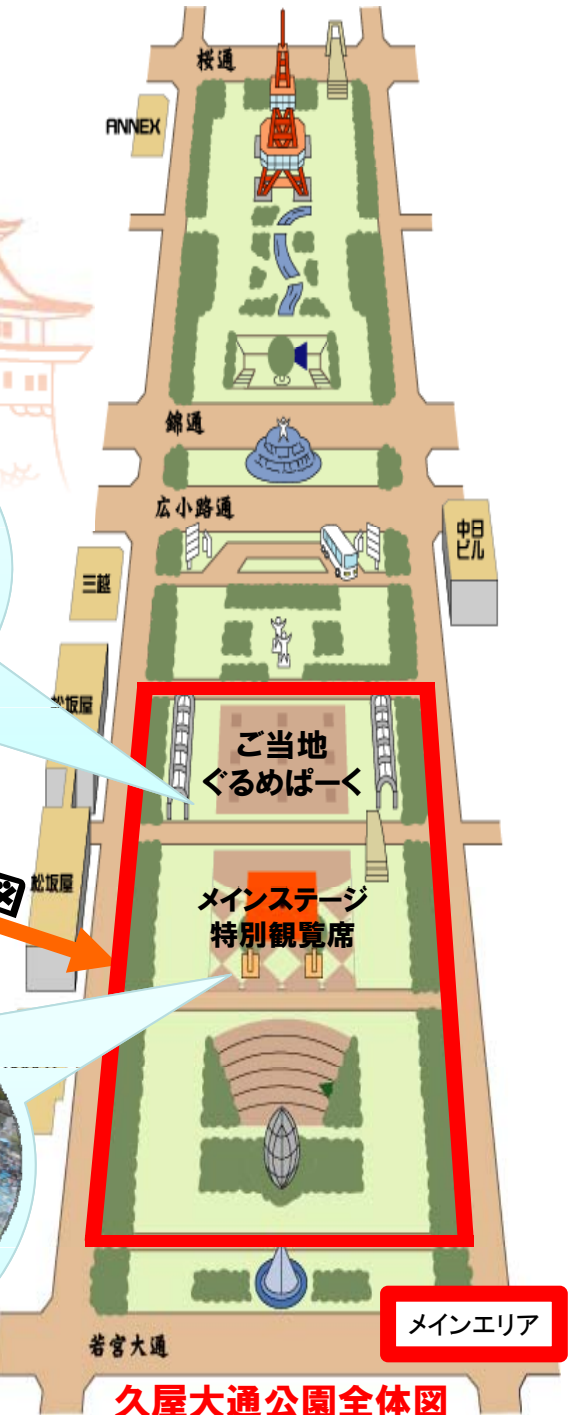 桜通
ANNEX
錦通
広小路通
中日
ビル
三越
松坂屋
ご当地
ぐるめぱーく
図
松坂屋
メインステージ
特別観覧席
メインエリア
若宮大通
久屋大通公園全体図